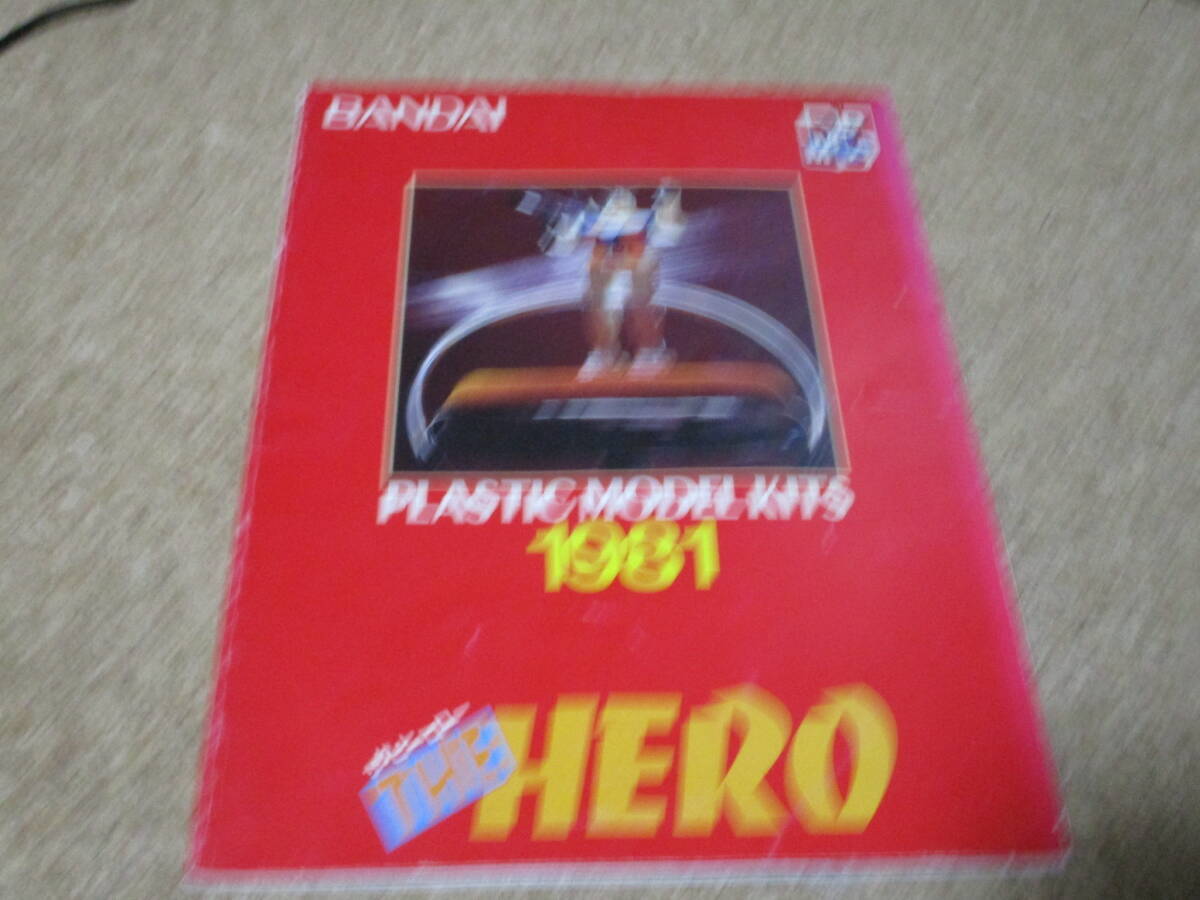 BANDAI
PLASTIC MODEL KITS
1981
THE HERO